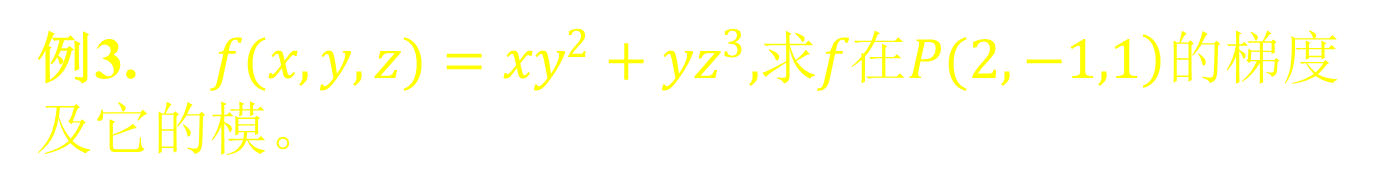 例3. f(x, y, z) = xy² + yz³,求f在P(2, −1,1)的梯度
及它的模。